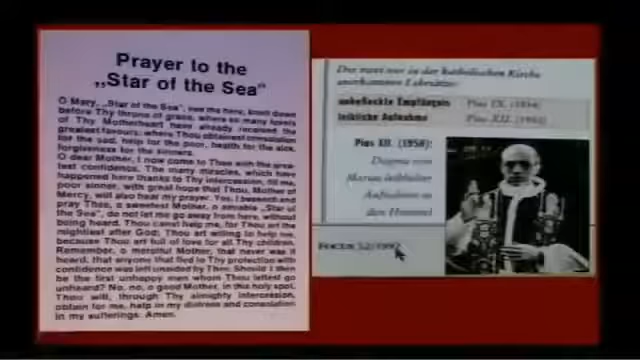 Prayer to the
„Star of the Sea“
O Mary, „Star of the Sea“, see me here, knelt down
before Thy throne of grace, where so many lovers
of Thy Motherheart have already received the
greatest favours; where Thou obtainest consolation
for the sad, help for the poor, health for the sick,
forgiveness for the sinners.
O dear Mother, I now come to Thee with the grea-
test confidence. The many miracles, which have
happened here thanks to Thy intercession, fill me,
poor sinner, with great hope that Thou, Mother of
Mercy, will also hear my prayer. Yes, I beseech and
pray Thee, o sweetest Mother, o amiable „Star of
the Sea“, do not let me go away from here, without
being heard. Thou canst help me, for Thou art the
mightiest after God; Thou art willing to help me,
because Thou art full of love for all Thy children.
Remember, o merciful Mother, that never it was
heard, that anyone that fled to Thy protection with
confidence was left unaided by Thee. Should I then
be the first unhappy man whom Thou lettest go
unheard? No, no, o good Mother, in this holy spot,
Thou will, through Thy almighty intercession,
obtain for me, help in my distress and consolation
in my sufferings. Amen.
in der katholischen Kirche
anerkannten Lehrsätze:
unbefleckte Empfängnis Pius IX. (1854)
leibliche Aufnahme Pius XII. (1950)
Pius XII. (1950):
Dogma von
Marias leiblicher
Aufnahme in
den Himmel
FOCUS 52/1992